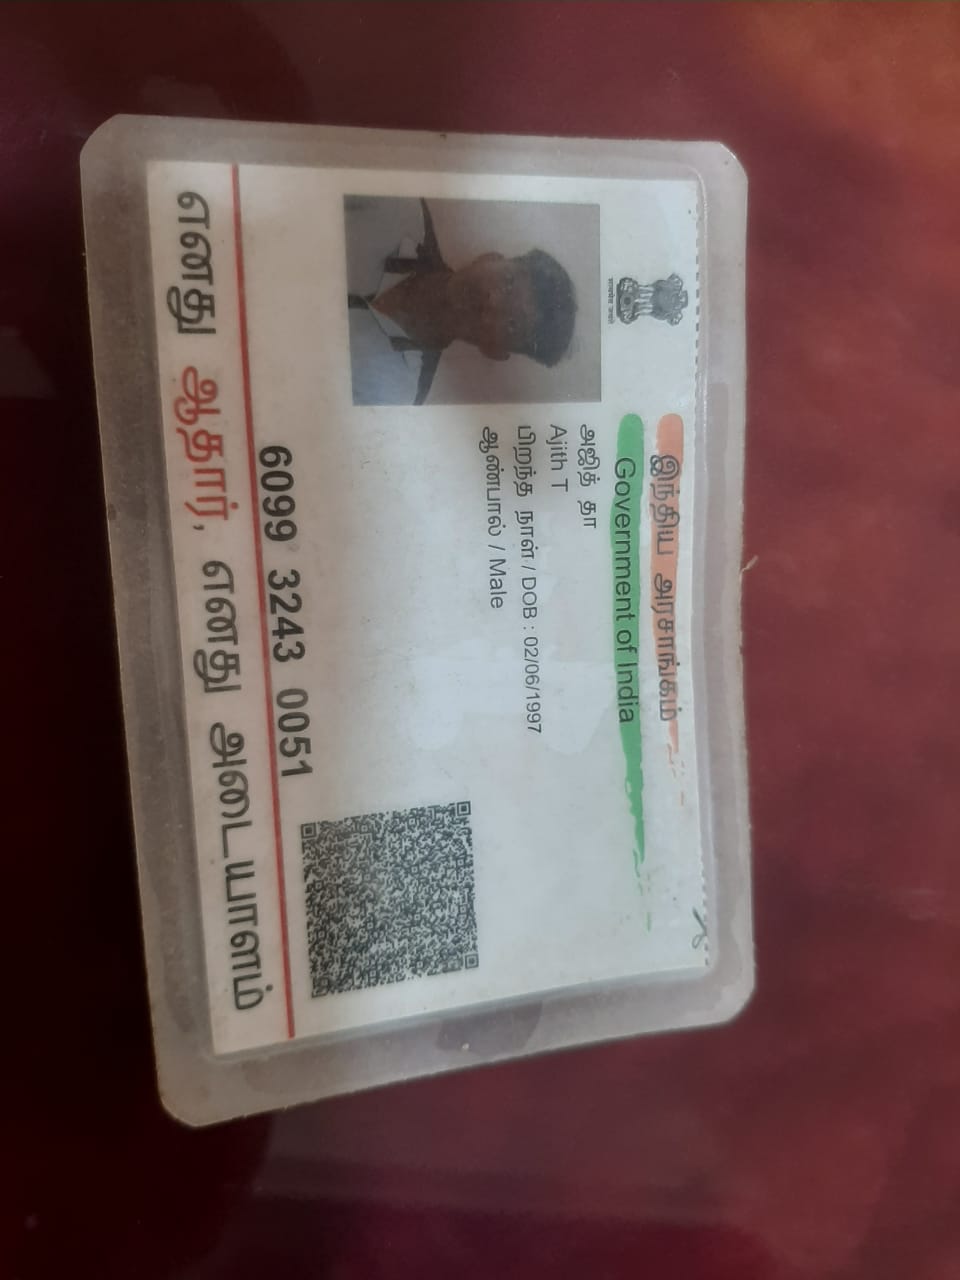 இந்திய அரசாங்கம்
Government of India
அஜித் தா
Ajith T
பிறந்த நாள் / DOB : 02/06/1997
ஆண்பால் / Male
6099 3243 0051
எனது ஆதார், எனது அடையாளம்